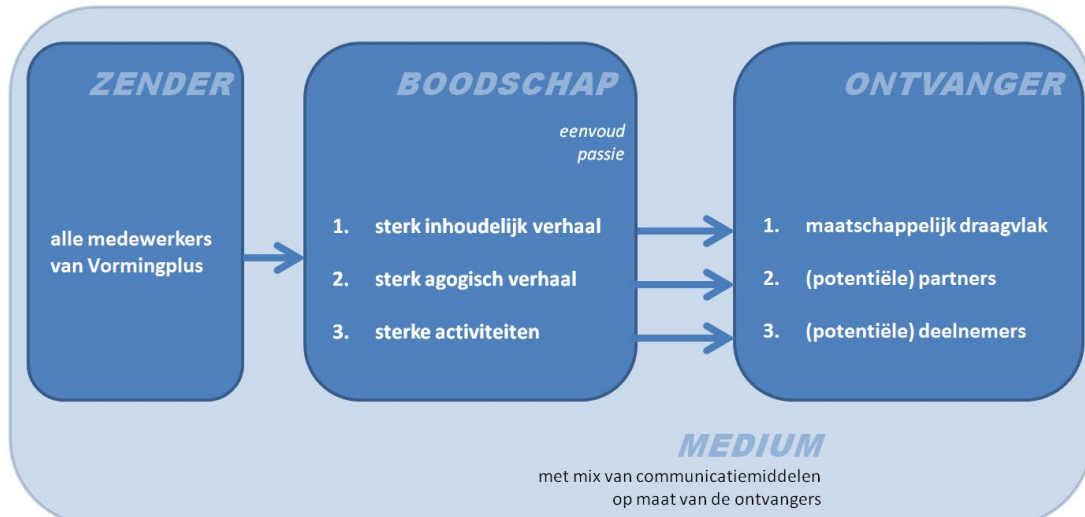 ZENDER
alle medewerkers
van Vormingplus
BOODSCHAP
eenvoud
passie
1. sterk inhoudelijk verhaal
2. sterk agogisch verhaal
3. sterke activiteiten
ONTVANGER
1. maatschappelijk draagvlak
2. (potentiële) partners
3. (potentiële) deelnemers
MEDIUM
met mix van communicatiemiddelen
op maat van de ontvangers